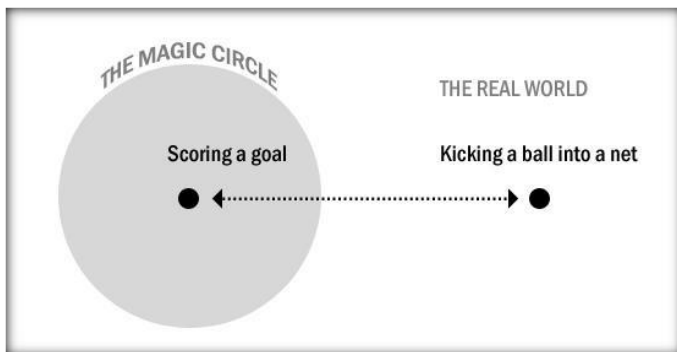 THE MAGIC CIRCLE
THE REAL WORLD
Scoring a goal
Kicking a ball into a net